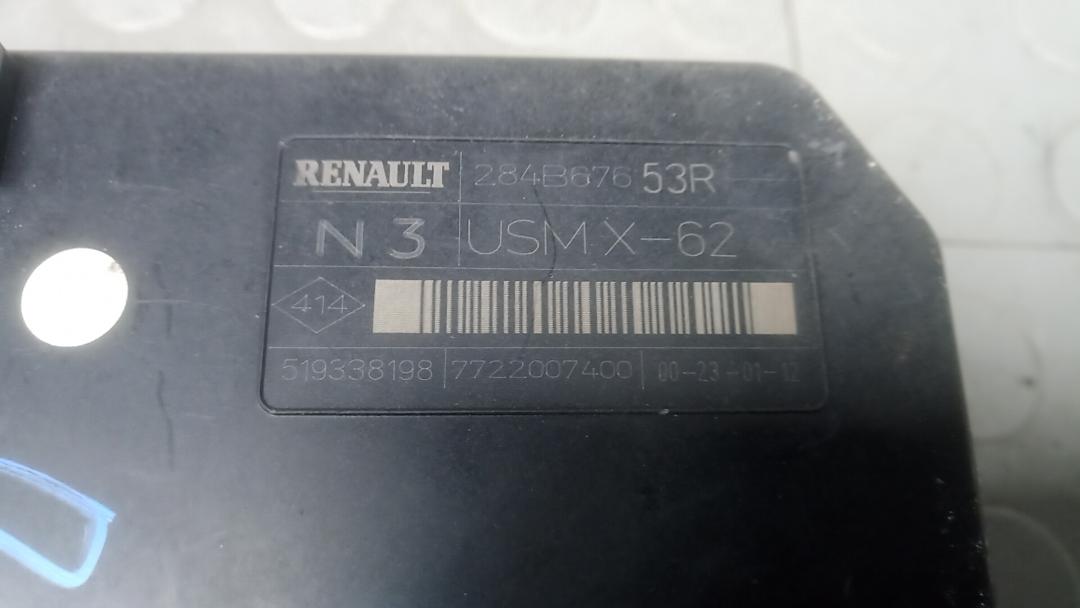 RENAULT 284B676 53R
N 3 USM X-62
414
519338198 7722007400 00-23-01-12